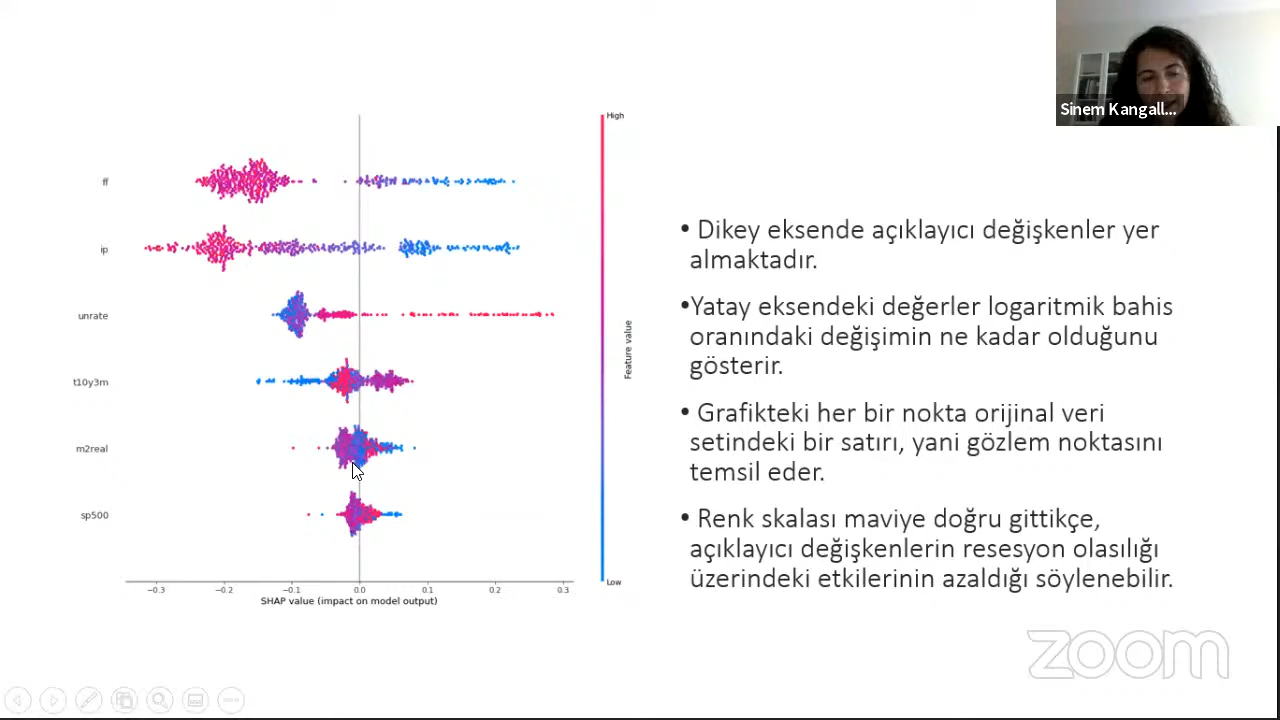 Sinem Kangall...
High
ff
ip
unrate
t10y3m
m2real
sp500
Feature value
Low
−0.3 −0.2 −0.1 0.0 0.1 0.2 0.3
SHAP value (impact on model output)
• Dikey eksende açıklayıcı değişkenler yer
almaktadır.
•Yatay eksendeki değerler logaritmik bahis
oranındaki değişimin ne kadar olduğunu
gösterir.
• Grafikteki her bir nokta orijinal veri
setindeki bir satırı, yani gözlem noktasını
temsil eder.
• Renk skalası maviye doğru gittikçe,
açıklayıcı değişkenlerin resesyon olasılığı
üzerindeki etkilerinin azaldığı söylenebilir.
zoom